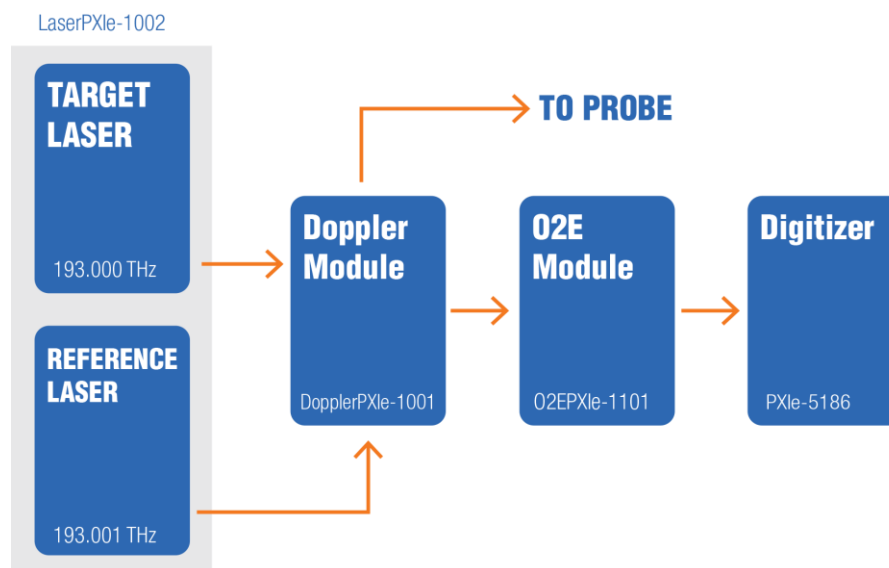 LaserPXIe-1002
TARGET
LASER
193.000 THz
REFERENCE
LASER
193.001 THz
TO PROBE
Doppler
Module
DopplerPXIe-1001
O2E
Module
O2EPXIe-1101
Digitizer
PXIe-5186